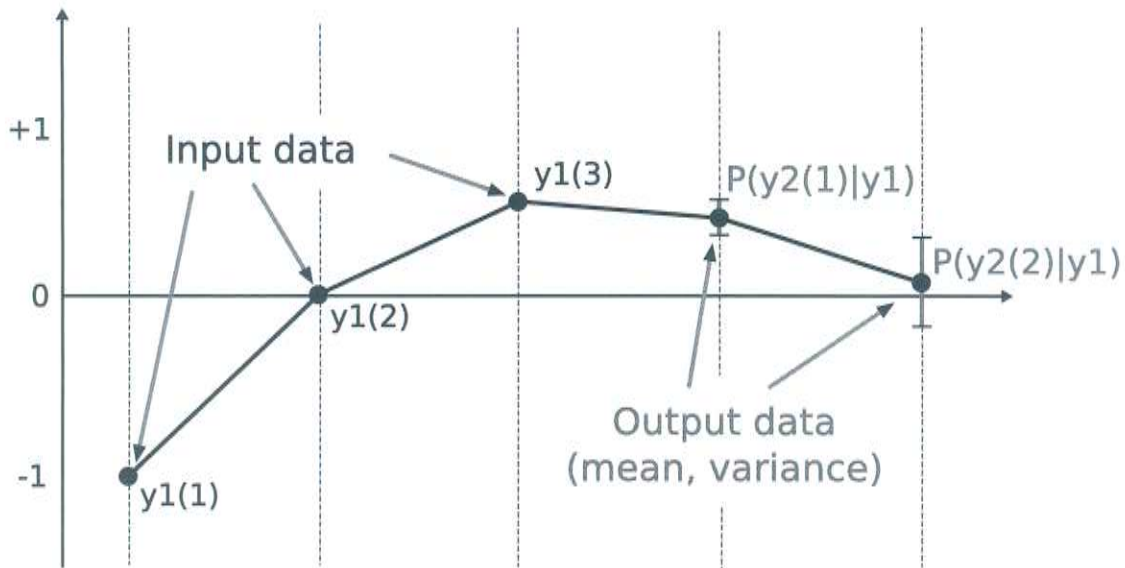 +1
Input data
y1(3)
P(y2(1)|y1)
P(y2(2)|y1)
0
y1(2)
Output data
(mean, variance)
-1
y1(1)